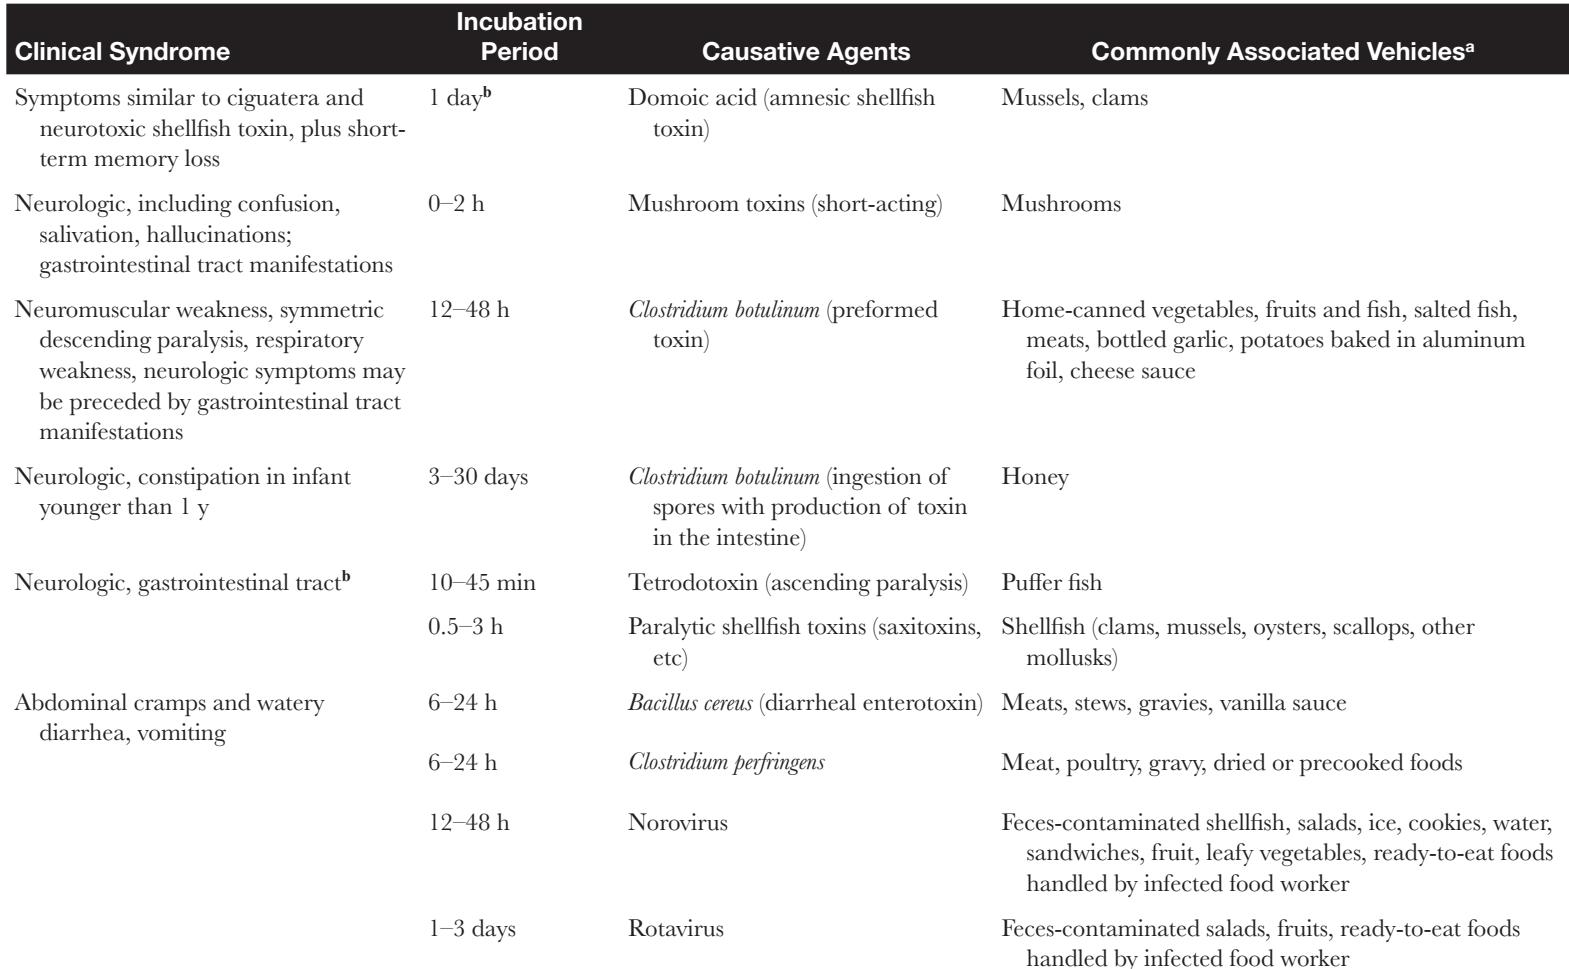 Clinical Syndrome
Incubation
Period
Causative Agents
Commonly Associated Vehiclesa
Symptoms similar to ciguatera and
neurotoxic shellfish toxin, plus short-
term memory loss
1 dayb
Domoic acid (amnesic shellfish
toxin)
Mussels, clams
Neurologic, including confusion,
salivation, hallucinations;
gastrointestinal tract manifestations
0–2 h
Mushroom toxins (short-acting)
Mushrooms
Neuromuscular weakness, symmetric
descending paralysis, respiratory
weakness, neurologic symptoms may
be preceded by gastrointestinal tract
manifestations
12–48 h
Clostridium botulinum (preformed
toxin)
Home-canned vegetables, fruits and fish, salted fish,
meats, bottled garlic, potatoes baked in aluminum
foil, cheese sauce
Neurologic, constipation in infant
younger than 1 y
3–30 days
Clostridium botulinum (ingestion of
spores with production of toxin
in the intestine)
Honey
Neurologic, gastrointestinal tractb
10–45 min
Tetrodotoxin (ascending paralysis)
Puffer fish
0.5–3 h
Paralytic shellfish toxins (saxitoxins,
etc)
Shellfish (clams, mussels, oysters, scallops, other
mollusks)
Abdominal cramps and watery
diarrhea, vomiting
6–24 h
Bacillus cereus (diarrheal enterotoxin)
Meats, stews, gravies, vanilla sauce
6–24 h
Clostridium perfringens
Meat, poultry, gravy, dried or precooked foods
12–48 h
Norovirus
Feces-contaminated shellfish, salads, ice, cookies, water,
sandwiches, fruit, leafy vegetables, ready-to-eat foods
handled by infected food worker
1–3 days
Rotavirus
Feces-contaminated salads, fruits, ready-to-eat foods
handled by infected food worker